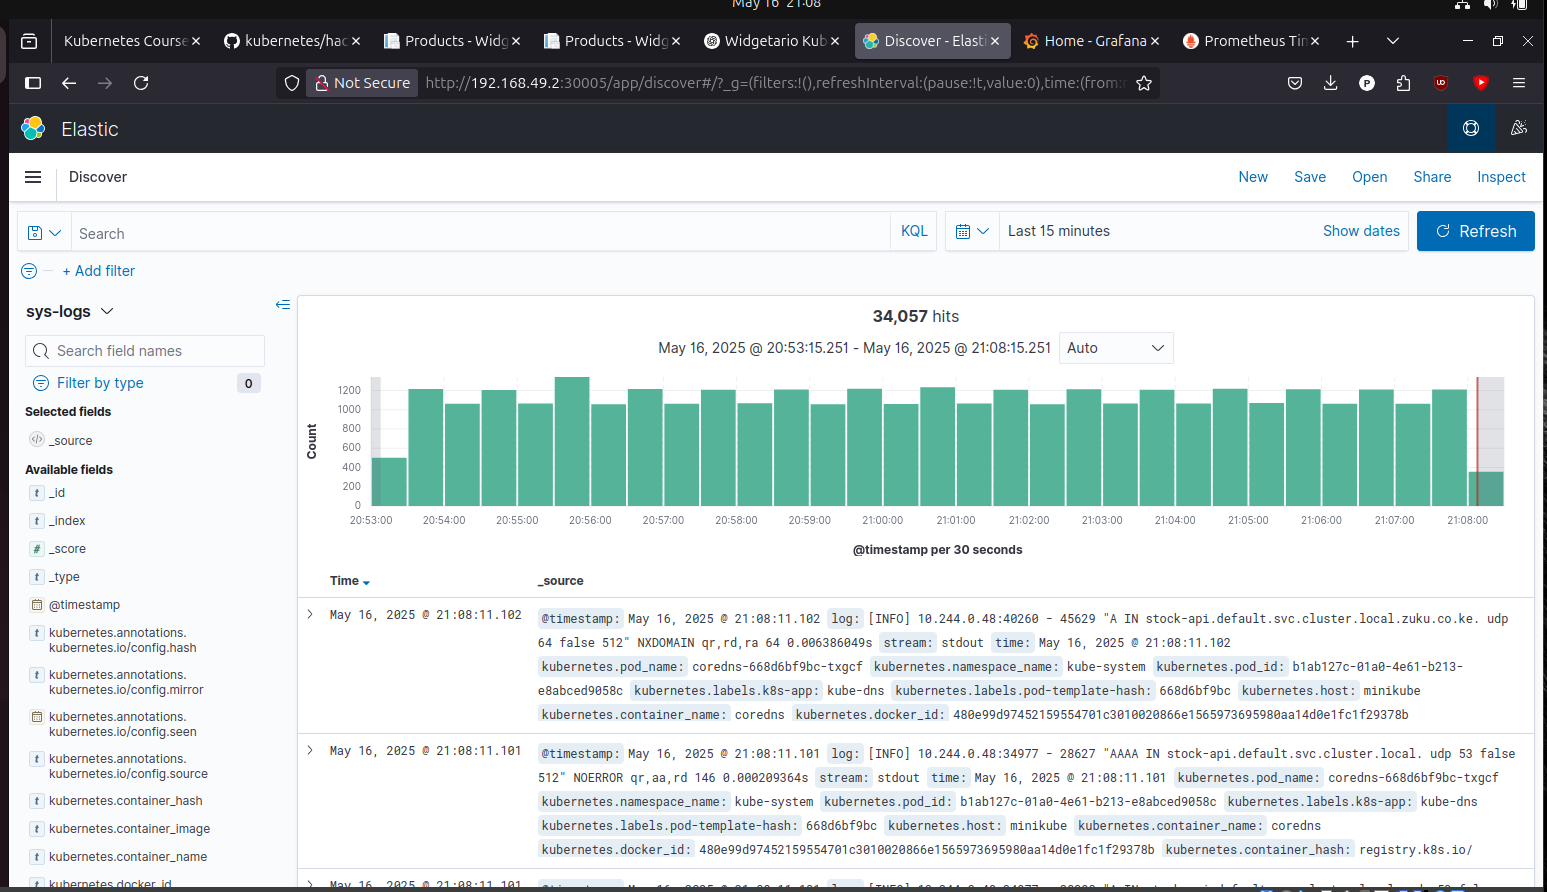 May 16 21:08
Kubernetes Course
kubernetes/hac
Products - Widg
Products - Widg
Widgetario Kub
Discover - Elasti
Home - Grafana
Prometheus Tim
Not Secure
http://192.168.49.2:30005/app/discover#/?_g=(filters:!(),refreshInterval:(pause:!t,value:0),time:(from:
P
UD
Elastic
Discover
New
Save
Open
Share
Inspect
Search
KQL
Last 15 minutes
Show dates
Refresh
+ Add filter
sys-logs
Search field names
Filter by type
0
Selected fields
_source
Available fields
t _id
t _index
# _score
t _type
@timestamp
t kubernetes.annotations.
kubernetes.io/config.hash
t kubernetes.annotations.
kubernetes.io/config.mirror
kubernetes.annotations.
kubernetes.io/config.seen
t kubernetes.annotations.
kubernetes.io/config.source
t kubernetes.container_hash
t kubernetes.container_image
t kubernetes.container_name
t kubernetes.docker_id
34,057 hits
May 16, 2025 @ 20:53:15.251 - May 16, 2025 @ 21:08:15.251
Auto
Count
1200
1000
800
600
400
200
0
20:53:00 20:54:00 20:55:00 20:56:00 20:57:00 20:58:00 20:59:00 21:00:00 21:01:00 21:02:00 21:03:00 21:04:00 21:05:00 21:06:00 21:07:00 21:08:00
@timestamp per 30 seconds
Time
_source
May 16, 2025 @ 21:08:11.102
@timestamp: May 16, 2025 @ 21:08:11.102 log: [INFO] 10.244.0.48:40260 - 45629 "A IN stock-api.default.svc.cluster.local.zuku.co.ke. udp
64 false 512" NXDOMAIN qr,rd,ra 64 0.006386049s stream: stdout time: May 16, 2025 @ 21:08:11.102
kubernetes.pod_name: coredns-668d6bf9bc-txgcf kubernetes.namespace_name: kube-system kubernetes.pod_id: b1ab127c-01a0-4e61-b213-
e8abced9058c kubernetes.labels.k8s-app: kube-dns kubernetes.labels.pod-template-hash: 668d6bf9bc kubernetes.host: minikube
kubernetes.container_name: coredns kubernetes.docker_id: 480e99d97452159554701c3010020866e1565973695980aa14d0e1fc1f29378b
May 16, 2025 @ 21:08:11.101
@timestamp: May 16, 2025 @ 21:08:11.101 log: [INFO] 10.244.0.48:34977 - 28627 "AAAA IN stock-api.default.svc.cluster.local. udp 53 false
512" NOERROR qr,aa,rd 146 0.000209364s stream: stdout time: May 16, 2025 @ 21:08:11.101 kubernetes.pod_name: coredns-668d6bf9bc-txgcf
kubernetes.namespace_name: kube-system kubernetes.pod_id: b1ab127c-01a0-4e61-b213-e8abced9058c kubernetes.labels.k8s-app: kube-dns
kubernetes.labels.pod-template-hash: 668d6bf9bc kubernetes.host: minikube kubernetes.container_name: coredns
kubernetes.docker_id: 480e99d97452159554701c3010020866e1565973695980aa14d0e1fc1f29378b kubernetes.container_hash: registry.k8s.io/
May 16, 2025 @ 21:08:11.101